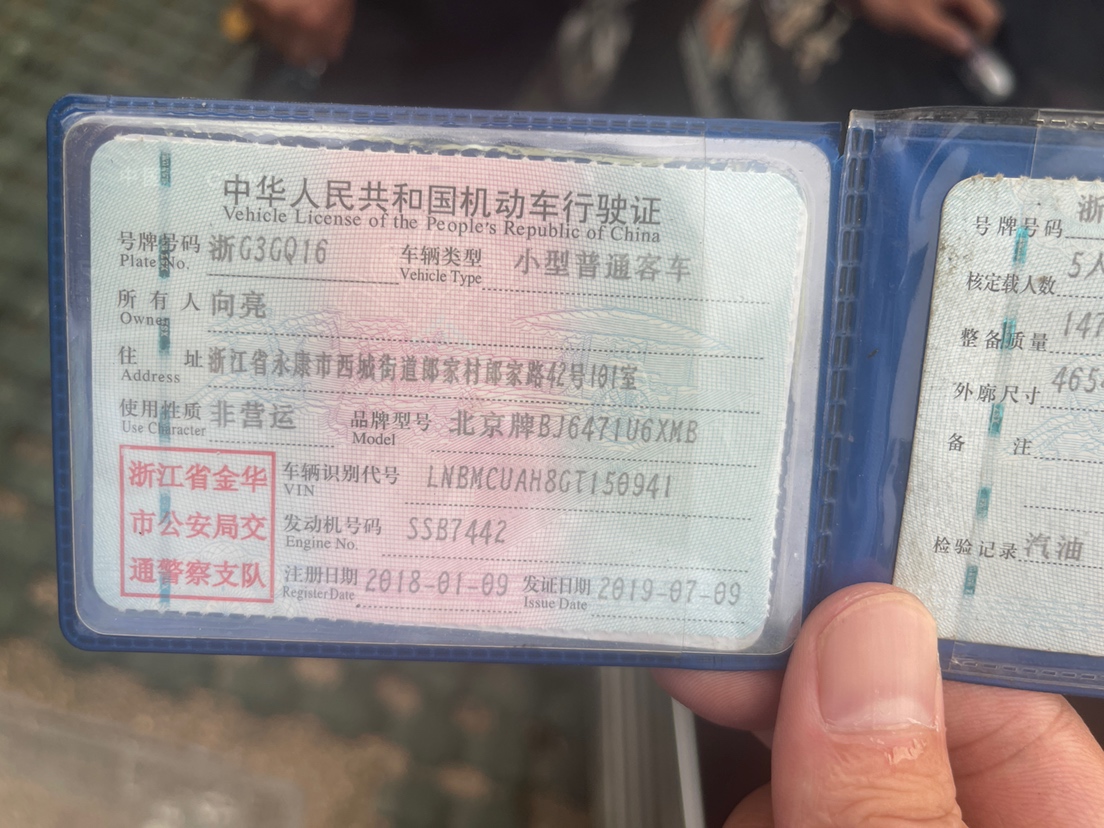 中华人民共和国机动车行驶证
Vehicle License of the People's Republic of China
号牌号码 浙G3GQ16 车辆类型 小型普通客车
Plate No. Vehicle Type
所有人 向亮
Owner
住址 浙江省永康市西城街道郎家村郎家路42号101室
Address
使用性质 非营运 品牌型号 北京牌BJ6471U6XMB
Use Character Model
浙江省金华
市公安局交
通警察支队
车辆识别代号 LNBMCUAH8GT150941
VIN
发动机号码 SSB7442
Engine No.
注册日期 2018-01-09 发证日期 2019-07-09
Register Date Issue Date
号牌号码 浙
核定载人数 5人
整备质量 147
外廓尺寸 465
备注
检验记录 汽油